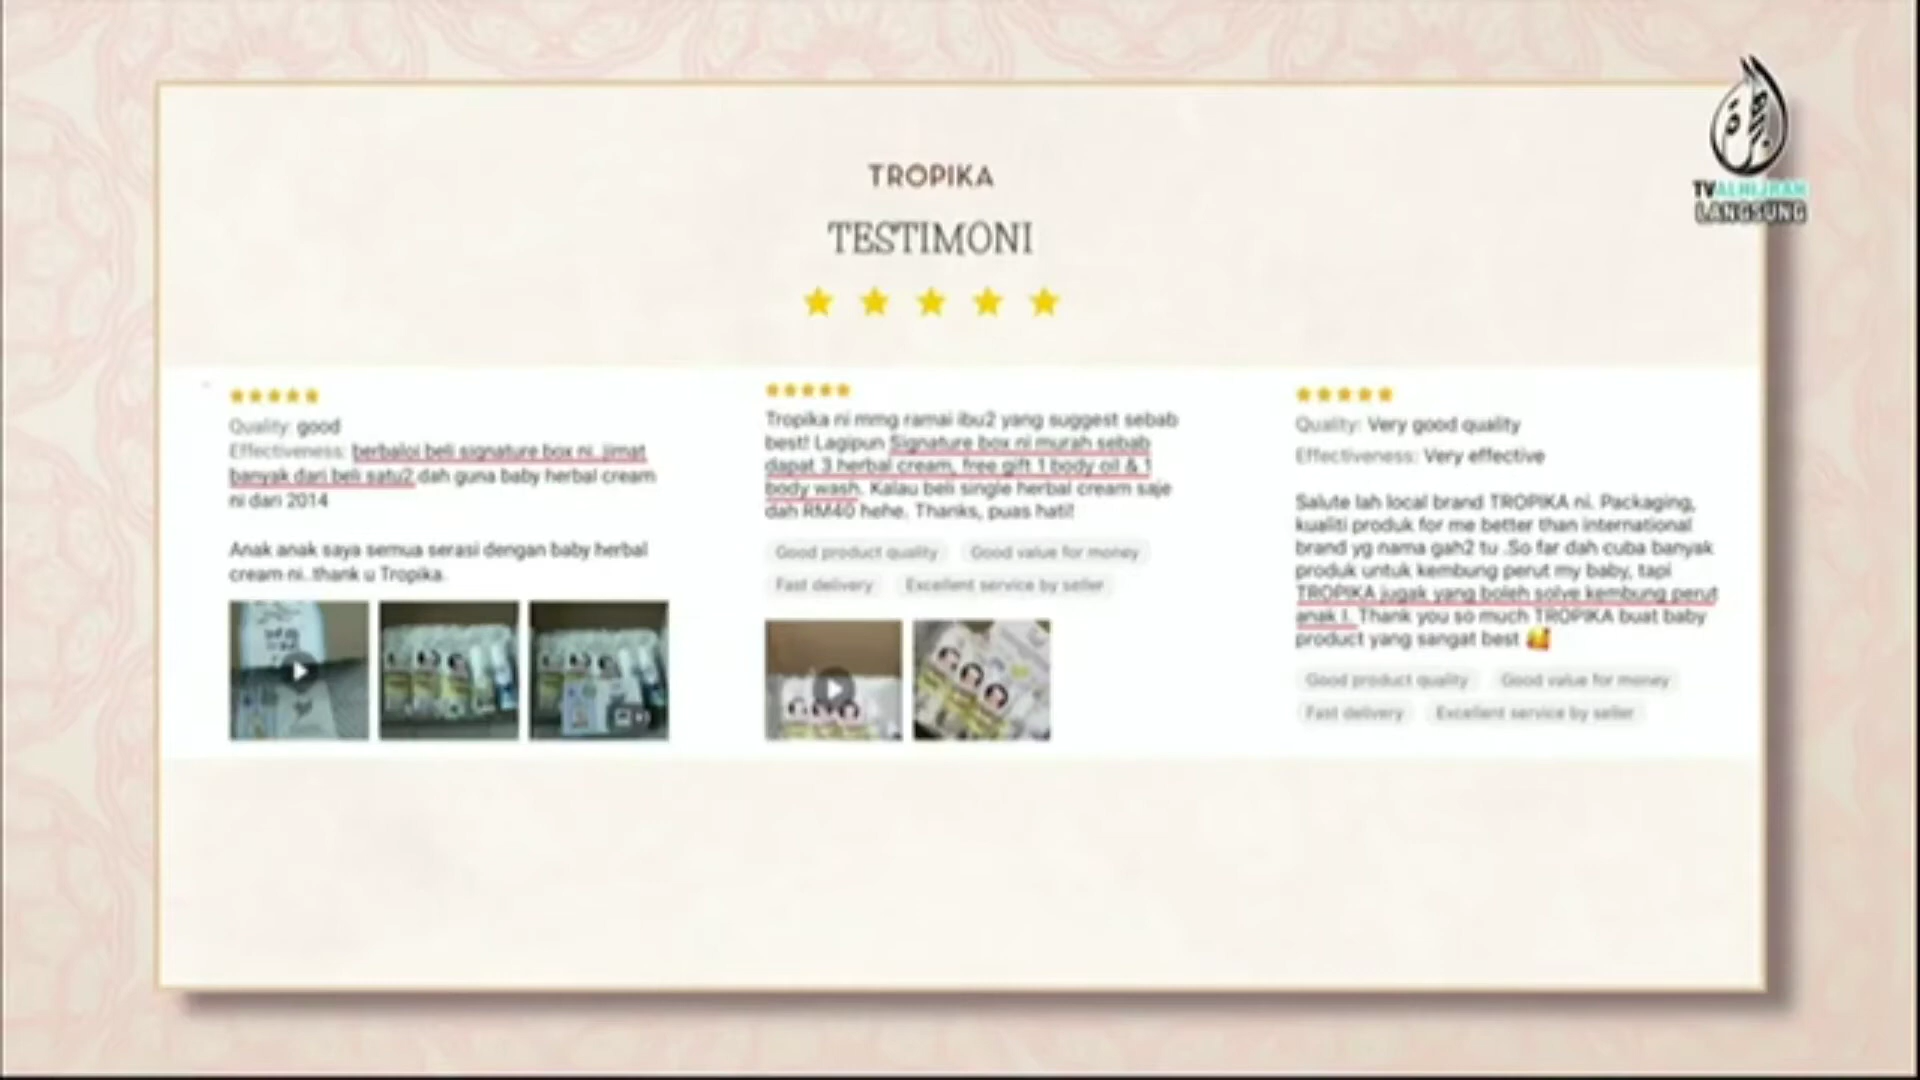 TROPIKA
TESTIMONI
TVALHIJRAH
LANGSUNG
Quality: good
Effectiveness: berbaloi beli signature box ni. jimat
banyak dari beli satu2 dah guna baby herbal cream
ni dari 2014
Anak anak saya semua serasi dengan baby herbal
cream ni..thank u Tropika.
Tropika ni mmg ramai ibu2 yang suggest sebab
best! Lagipun Signature box ni murah sebab
dapat 3 herbal cream, free gift 1 body oil & 1
body wash. Kalau beli single herbal cream saje
dah RM40 hehe. Thanks, puas hati!
Good product quality Good value for money
Fast delivery Excellent service by seller
Quality: Very good quality
Effectiveness: Very effective
Salute lah local brand TROPIKA ni. Packaging,
kualiti produk for me better than international
brand yg nama gah2 tu .So far dah cuba banyak
produk untuk kembung perut my baby, tapi
TROPIKA jugak yang boleh solve kembung perut
anak I. Thank you so much TROPIKA buat baby
product yang sangat best 🥰
Good product quality Good value for money
Fast delivery Excellent service by seller